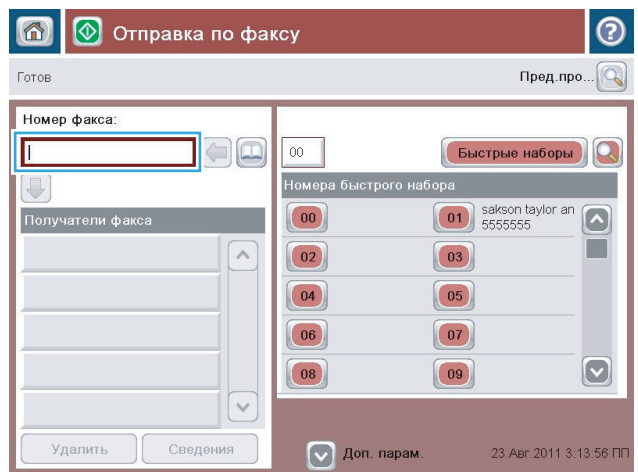 Отправка по факсу
?
Готов
Пред.про...
Номер факса:
00
Быстрые наборы
Номера быстрого набора
Получатели факса
00
01 sakson taylor an
5555555
02 03
04 05
06 07
08 09
Удалить
Сведения
Доп. парам.
23.Авг.2011 3:13:56 ПП